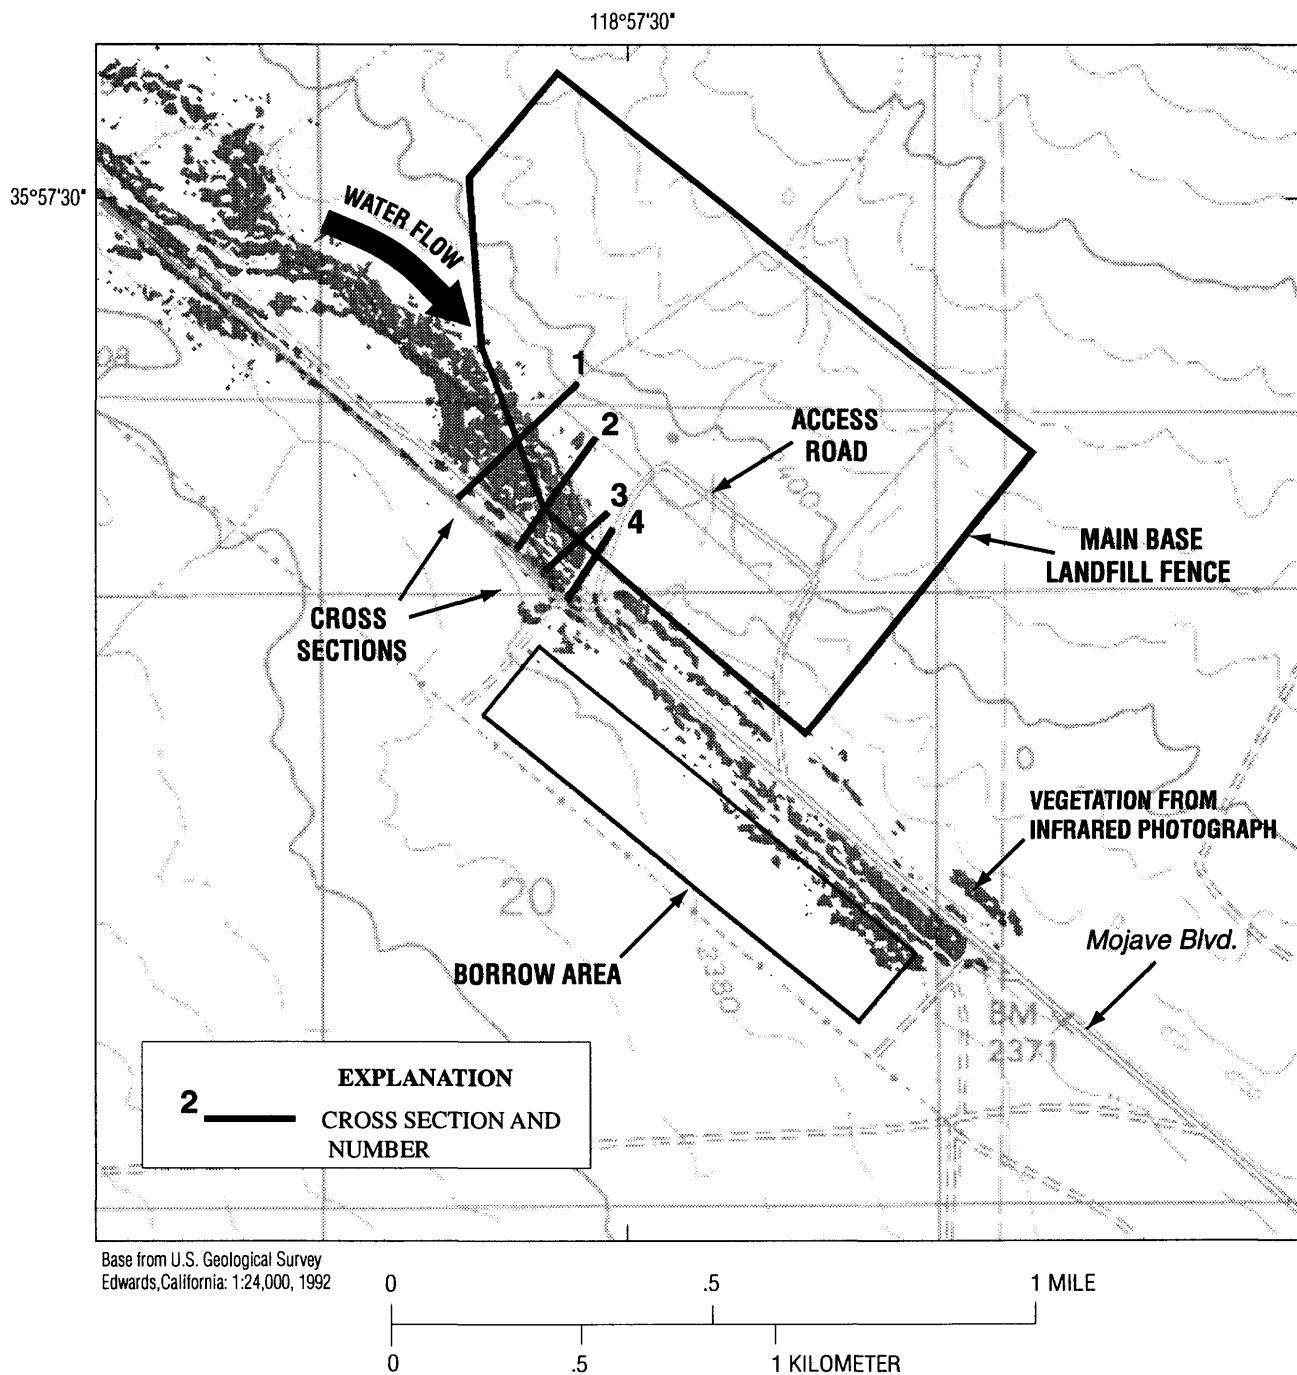 118°57'30"
35°57'30"
WATER FLOW
1
2
3
4
ACCESS
ROAD
400
MAIN BASE
LANDFILL FENCE
CROSS
SECTIONS
0
VEGETATION FROM
INFRARED PHOTOGRAPH
20
Mojave Blvd.
BORROW AREA
BM
2371
EXPLANATION
2
CROSS SECTION AND
NUMBER
Base from U.S. Geological Survey
Edwards,California: 1:24,000, 1992
0 .5 1 MILE
0 .5 1 KILOMETER